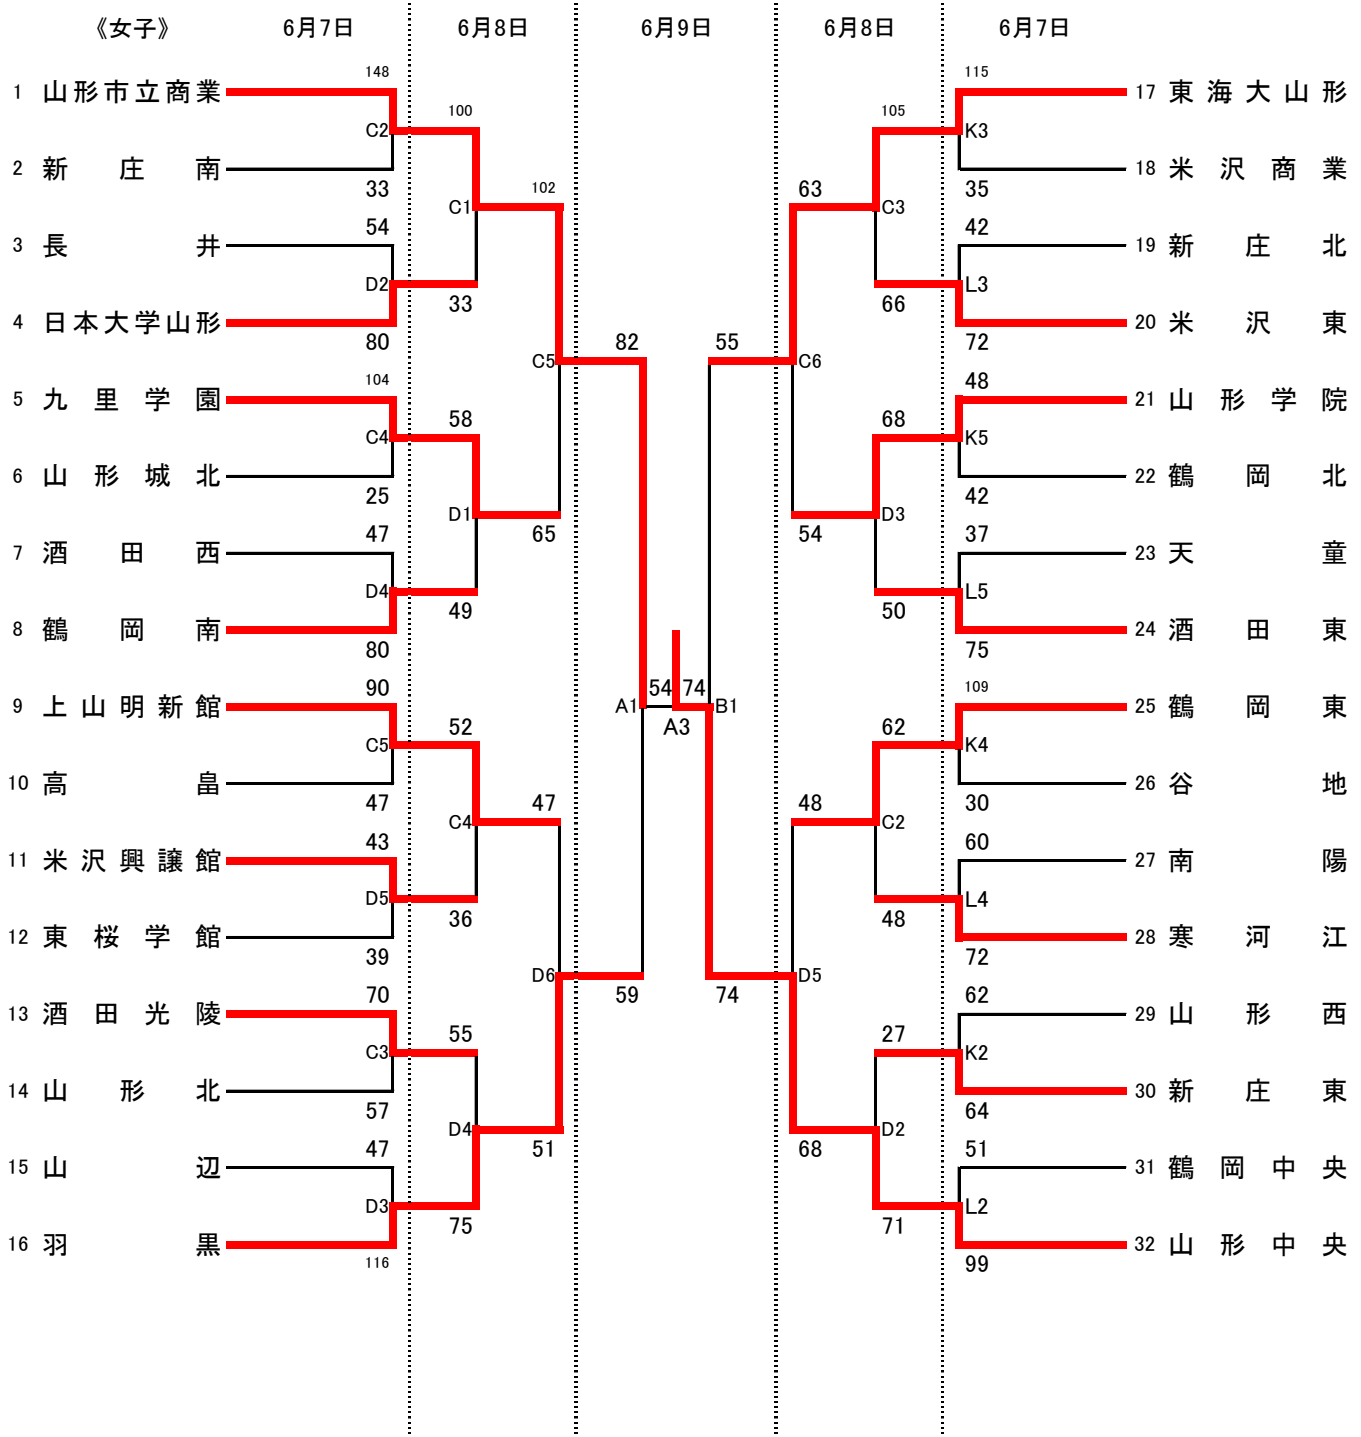 《女子》 6月7日 6月8日 6月9日 6月8日 6月7日
148 115
1 山形市立商業 17 東海大山形
100 105
C2 K3
2 新庄南 18 米沢商業
33 102 63 35
C1 C3
54 42
3 長井 19 新庄北
D2 L3
33 66
4 日本大学山形 20 米沢東
80 82 55 72
C5 C6
104 48
5 九里学園 21 山形学院
58 68
C4 K5
6 山形城北 22 鶴岡北
25 42
D1 D3
47 65 54 37
7 酒田西 23 天童
D4 L5
49 50
8 鶴岡南 24 酒田東
80 75
90 54 74 109
9 上山明新館 A1 B1 25 鶴岡東
52 A3 62
C5 K4
10 高畠 26 谷地
47 47 48 30
C4 C2
43 60
11 米沢興譲館 27 南陽
D5 L4
36 48
12 東桜学館 28 寒河江
39 72
D6 D5
70 59 74 62
13 酒田光陵 29 山形西
55 27
C3 K2
14 山形北 30 新庄東
57 64
D4 D2
47 51 68 51
15 山辺 31 鶴岡中央
D3 L2
75 71
16 羽黒 32 山形中央
116 99